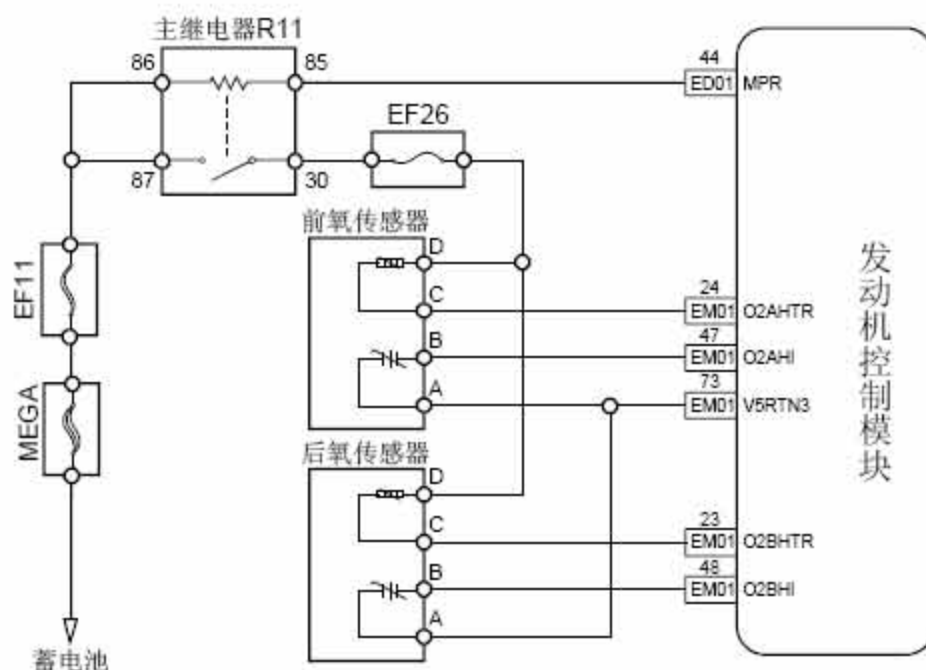 主继电器R11
86
85
87
30
EF26
EF11
MEGA
蓄电池
前氧传感器
D
C
B
A
后氧传感器
D
C
B
A
44
ED01 MPR
24
EM01 O2AHTR
47
EM01 O2AHI
73
EM01 V5RTN3
23
EM01 O2BHTR
48
EM01 O2BHI
发动机控制模块